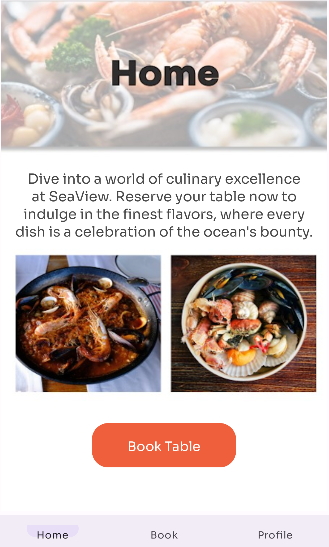 Home
Dive into a world of culinary excellence
at SeaView. Reserve your table now to
indulge in the finest flavors, where every
dish is a celebration of the ocean's bounty.
Book Table
Home Book Profile